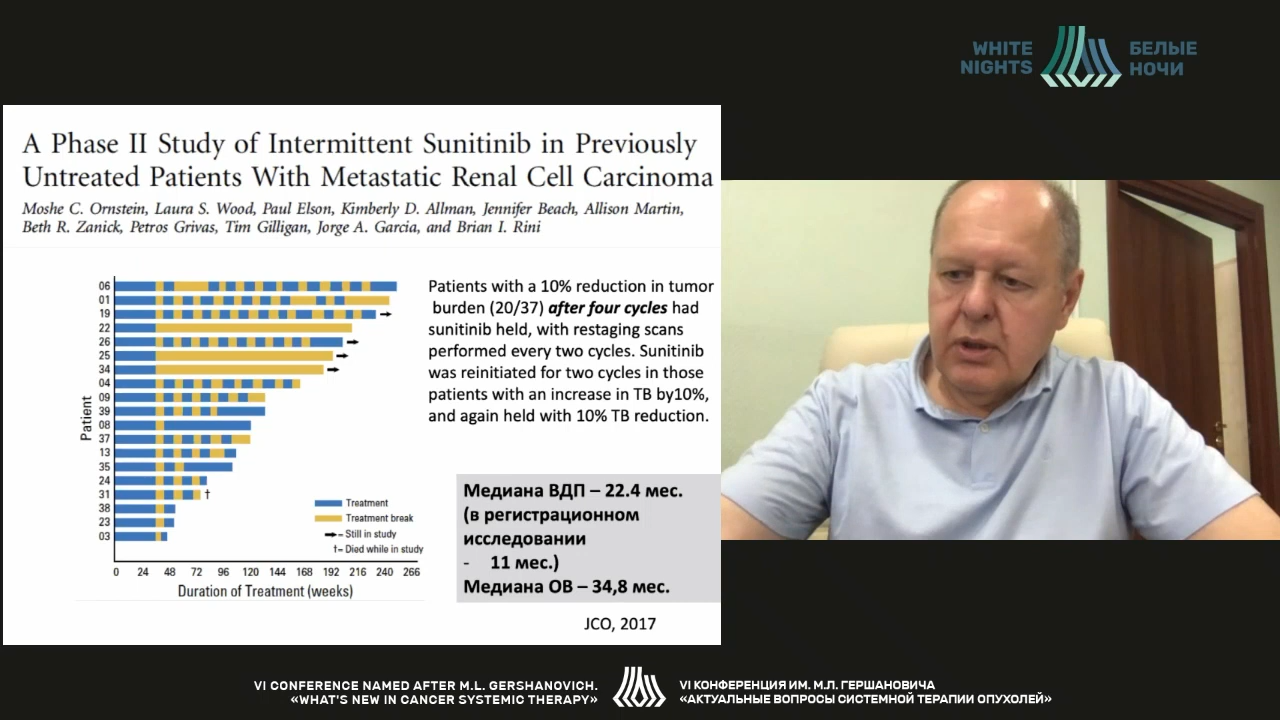 WHITE
NIGHTS
БЕЛЫЕ
НОЧИ
A Phase II Study of Intermittent Sunitinib in Previously
Untreated Patients With Metastatic Renal Cell Carcinoma
Moshe C. Ornstein, Laura S. Wood, Paul Elson, Kimberly D. Allman, Jennifer Beach, Allison Martin,
Beth R. Zanick, Petros Grivas, Tim Gilligan, Jorge A. Garcia, and Brian I. Rini
Patient
06
01
19
22
26
25
34
04
09
39
08
37
13
35
24
31 †
38
23
03
Treatment
Treatment break
– Still in study
†– Died while in study
0 24 48 72 96 120 144 168 192 216 240 266
Duration of Treatment (weeks)
Patients with a 10% reduction in tumor
burden (20/37) after four cycles had
sunitinib held, with restaging scans
performed every two cycles. Sunitinib
was reinitiated for two cycles in those
patients with an increase in TB by10%,
and again held with 10% TB reduction.
Медиана ВДП – 22.4 мес.
(в регистрационном
исследовании
- 11 мес.)
Медиана ОВ – 34,8 мес.
JCO, 2017
VI CONFERENCE NAMED AFTER M.L. GERSHANOVICH.
«WHAT'S NEW IN CANCER SYSTEMIC THERAPY»
VI КОНФЕРЕНЦИЯ ИМ. М.Л. ГЕРШАНОВИЧА
«АКТУАЛЬНЫЕ ВОПРОСЫ СИСТЕМНОЙ ТЕРАПИИ ОПУХОЛЕЙ»